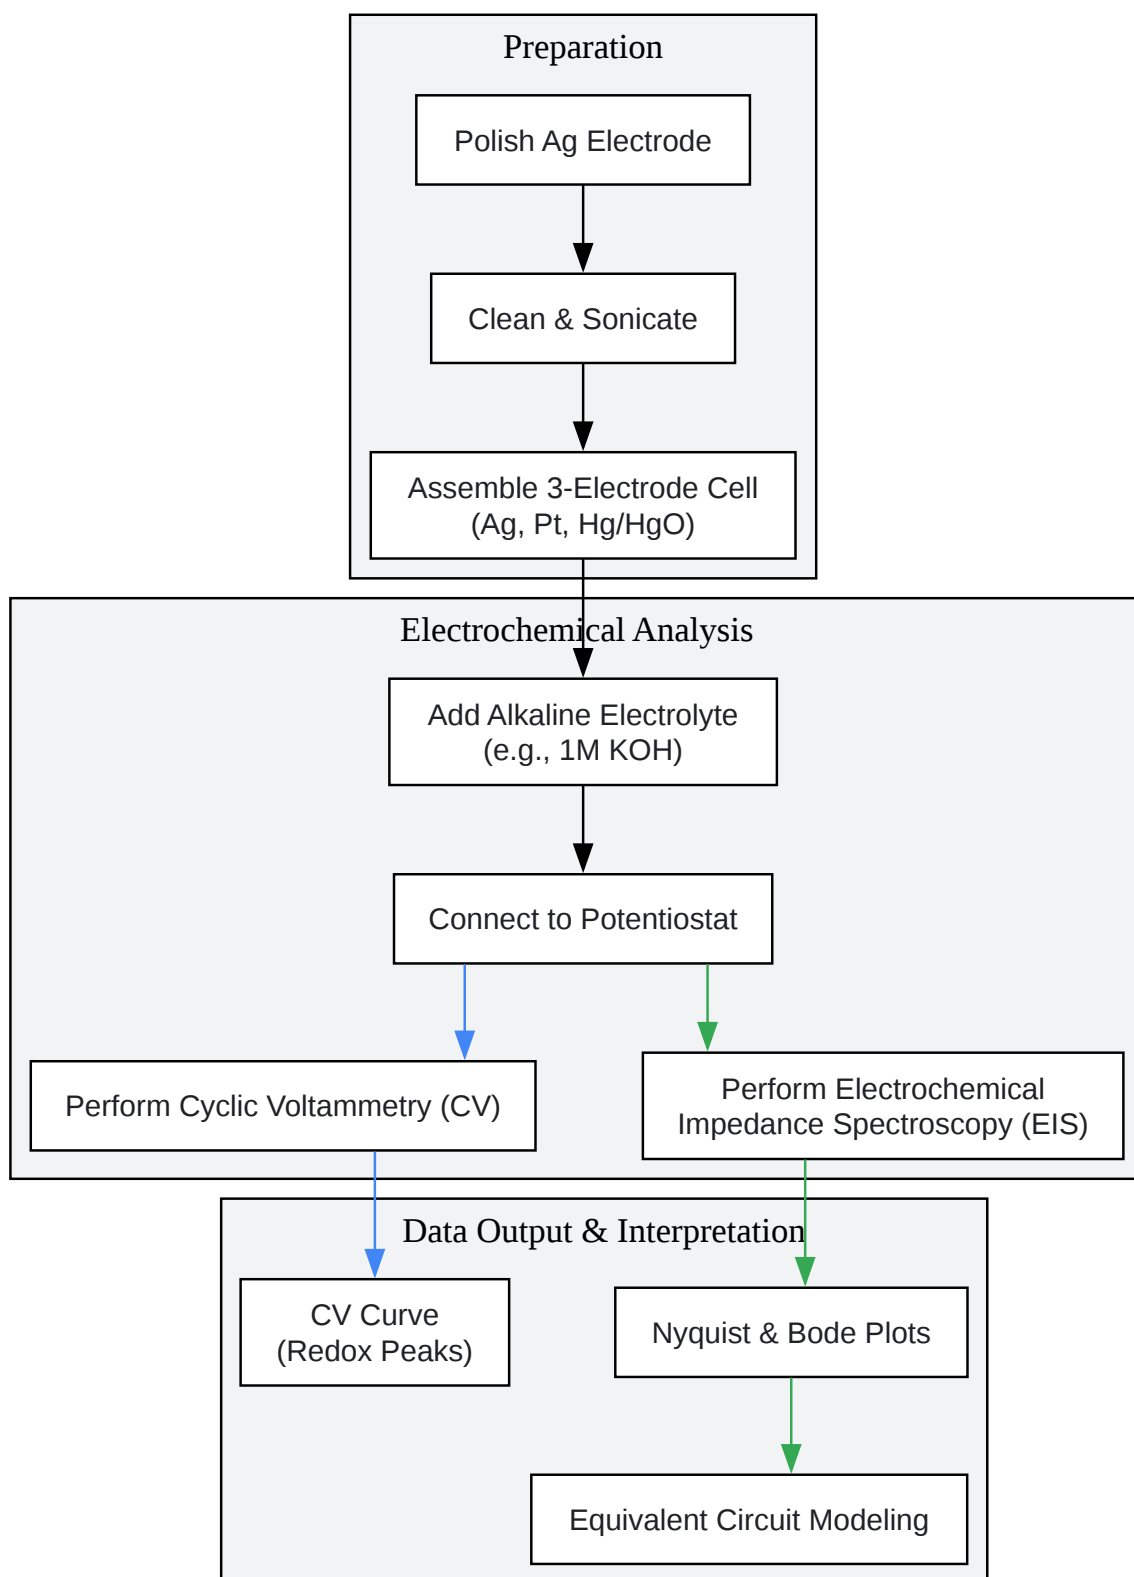 Preparation
Polish Ag Electrode
Clean & Sonicate
Assemble 3-Electrode Cell
(Ag, Pt, Hg/HgO)
Electrochemical Analysis
Add Alkaline Electrolyte
(e.g., 1M KOH)
Connect to Potentiostat
Perform Cyclic Voltammetry (CV)
Perform Electrochemical
Impedance Spectroscopy (EIS)
Data Output & Interpretation
CV Curve
(Redox Peaks)
Nyquist & Bode Plots
Equivalent Circuit Modeling